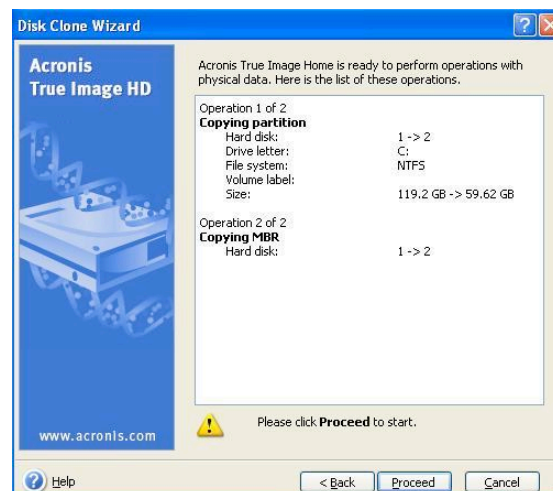 Disk Clone Wizard
Acronis
True Image HD
Acronis True Image Home is ready to perform operations with
physical data. Here is the list of these operations.
Operation 1 of 2
Copying partition
Hard disk: 1 -> 2
Drive letter: C:
File system: NTFS
Volume label:
Size: 119.2 GB -> 59.62 GB
Operation 2 of 2
Copying MBR
Hard disk: 1 -> 2
Please click Proceed to start.
www.acronis.com
Help
< Back
Proceed
Cancel